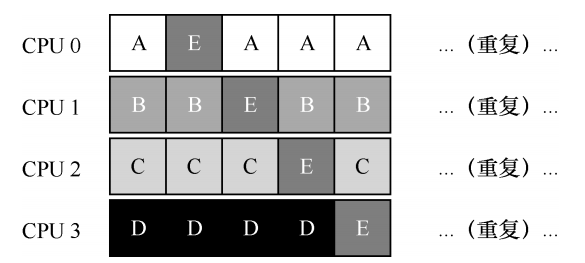 CPU 0 A E A A A …（重复）…
CPU 1 B B E B B …（重复）…
CPU 2 C C C E C …（重复）…
CPU 3 D D D D E …（重复）…